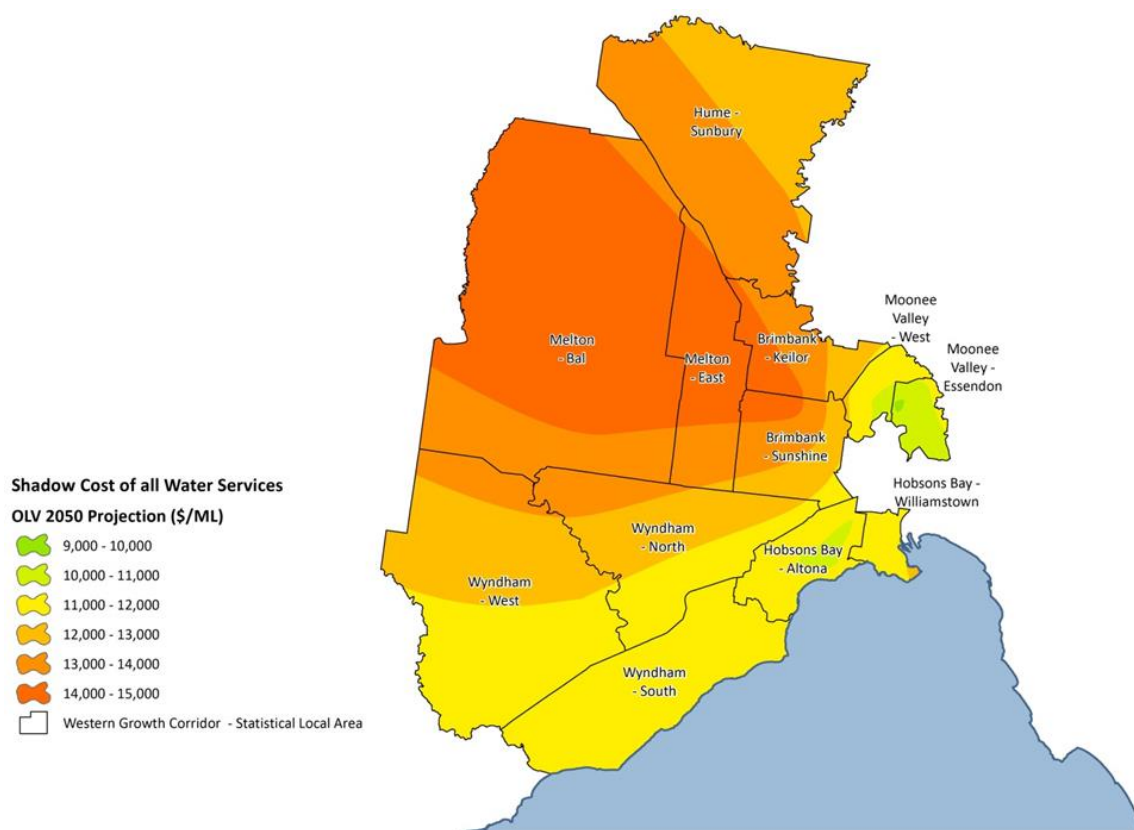 Hume -
Sunbury
Moonee
Valley
- West
Moonee
Valley -
Essendon
Melton
- Bal
Melton
- East
Brimbank
- Keilor
Brimbank
- Sunshine
Hobsons Bay -
Williamstown
Wyndham
- North
Hobsons Bay
- Altona
Wyndham
- West
Wyndham
- South
Shadow Cost of all Water Services
OLV 2050 Projection ($/ML)
9,000 - 10,000
10,000 - 11,000
11,000 - 12,000
12,000 - 13,000
13,000 - 14,000
14,000 - 15,000
Western Growth Corridor - Statistical Local Area